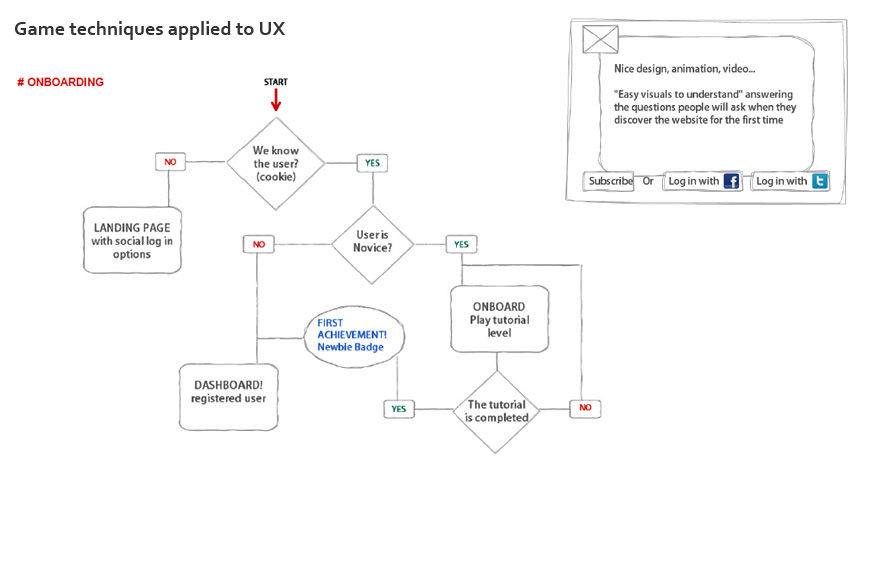 Game techniques applied to UX
# ONBOARDING
START
We know
the user?
(cookie)
NO
YES
LANDING PAGE
with social log in
options
User is
Novice?
NO
YES
ONBOARD
Play tutorial
level
FIRST
ACHIEVEMENT!
Newbie Badge
DASHBOARD!
registered user
The tutorial
is completed
YES
NO
Nice design, animation, video...
"Easy visuals to understand" answering
the questions people will ask when they
discover the website for the first time
Subscribe Or Log in with f Log in with t